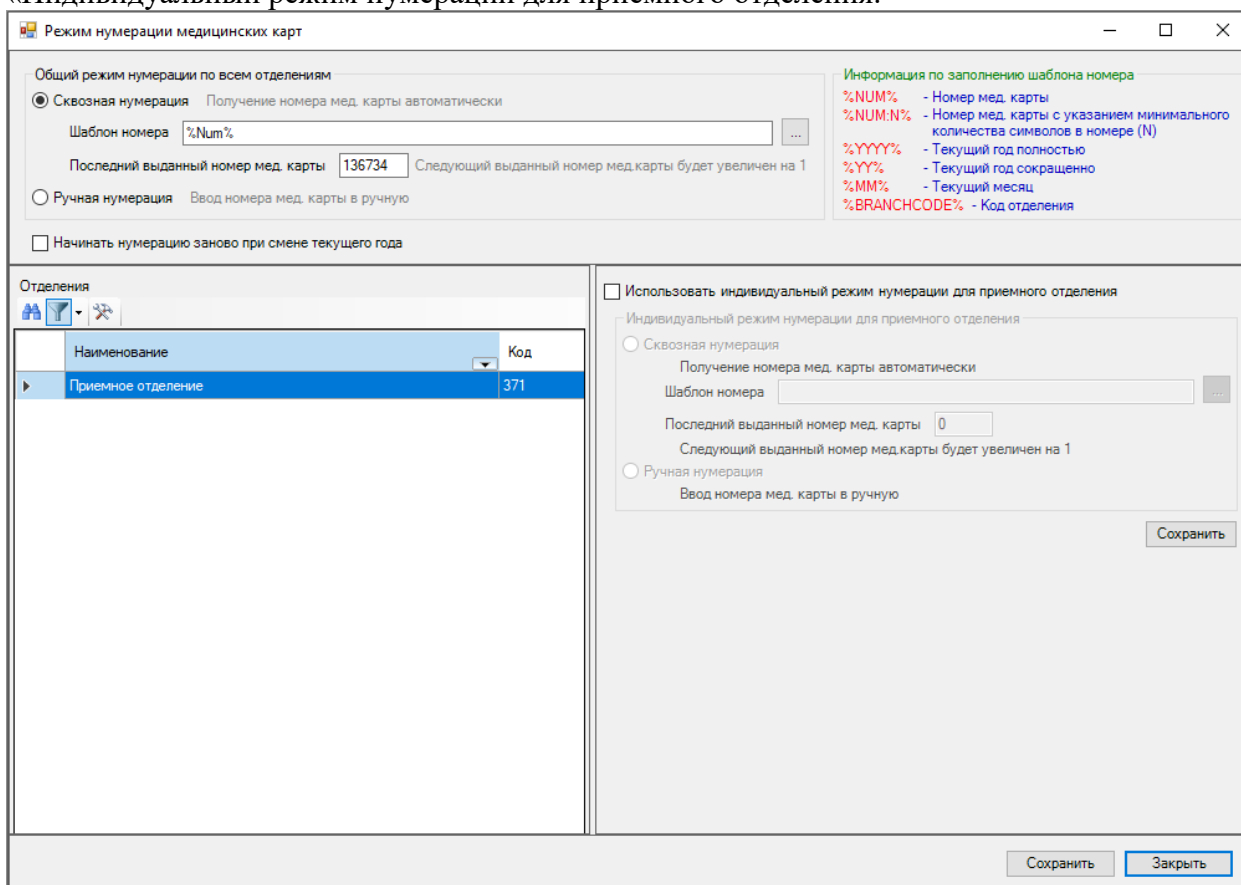 «Индивидуальный режим нумерации для приемного отделения.
Режим нумерации медицинских карт
Общий режим нумерации по всем отделениям
Сквозная нумерация Получение номера мед. карты автоматически
Шаблон номера %Num% ...
Последний выданный номер мед. карты 136734 Следующий выданный номер мед.карты будет увеличен на 1
Ручная нумерация Ввод номера мед. карты в ручную
Начинать нумерацию заново при смене текущего года
Информация по заполнению шаблона номера
%NUM% - Номер мед. карты
%NUM:N% - Номер мед. карты с указанием минимального
количества символов в номере (N)
%YYYY% - Текущий год полностью
%YY% - Текущий год сокращенно
%MM% - Текущий месяц
%BRANCHCODE% - Код отделения
Отделения
Наименование Код
Приемное отделение 371
Использовать индивидуальный режим нумерации для приемного отделения
Индивидуальный режим нумерации для приемного отделения
Сквозная нумерация
Получение номера мед. карты автоматически
Шаблон номера ...
Последний выданный номер мед. карты 0
Следующий выданный номер мед.карты будет увеличен на 1
Ручная нумерация
Ввод номера мед. карты в ручную
Сохранить
Сохранить Закрыть